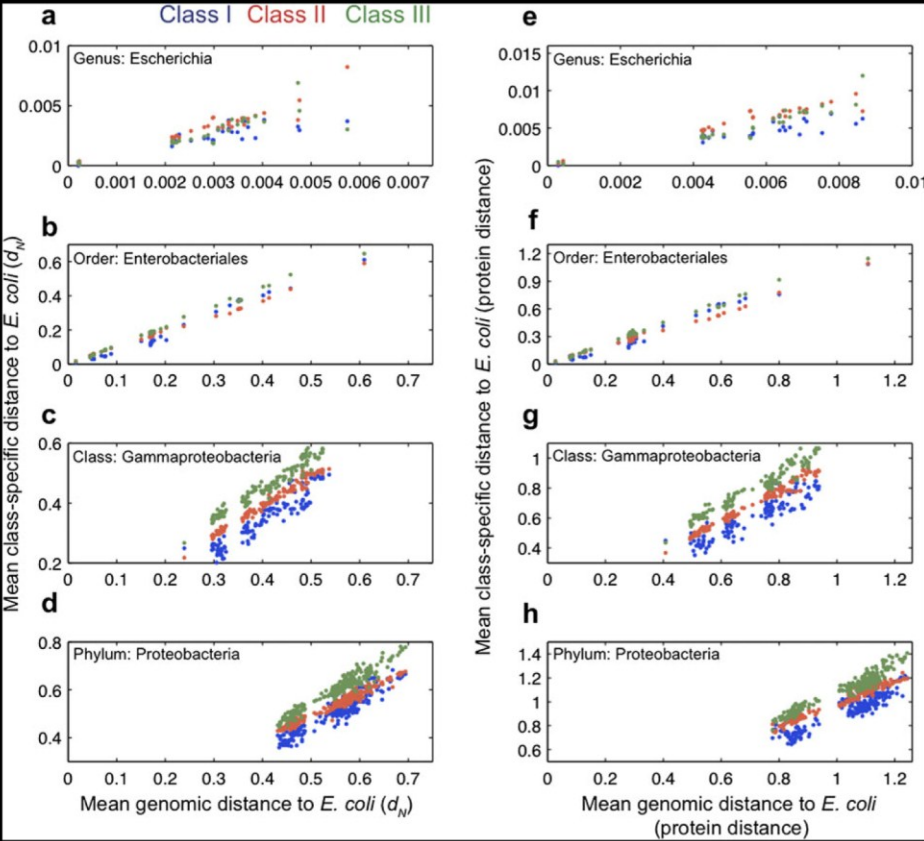 Class I Class II Class III
a
Genus: Escherichia
0.01
0.005
0
0 0.001 0.002 0.003 0.004 0.005 0.006 0.007
b
Order: Enterobacteriales
0.6
0.4
0.2
0
0 0.1 0.2 0.3 0.4 0.5 0.6 0.7
c
Class: Gammaproteobacteria
0.6
0.4
0.2
0 0.1 0.2 0.3 0.4 0.5 0.6 0.7
d
Phylum: Proteobacteria
0.8
0.6
0.4
0 0.1 0.2 0.3 0.4 0.5 0.6 0.7
Mean class-specific distance to E. coli (dN)
Mean genomic distance to E. coli (dN)
e
Genus: Escherichia
0.015
0.01
0.005
0
0 0.002 0.004 0.006 0.008 0.01
f
Order: Enterobacteriales
1.2
0.9
0.6
0.3
0
0 0.2 0.4 0.6 0.8 1 1.2
g
Class: Gammaproteobacteria
1
0.8
0.6
0.4
0 0.2 0.4 0.6 0.8 1 1.2
h
Phylum: Proteobacteria
1.4
1.2
1
0.8
0.6
0 0.2 0.4 0.6 0.8 1 1.2
Mean class-specific distance to E. coli (protein distance)
Mean genomic distance to E. coli
(protein distance)